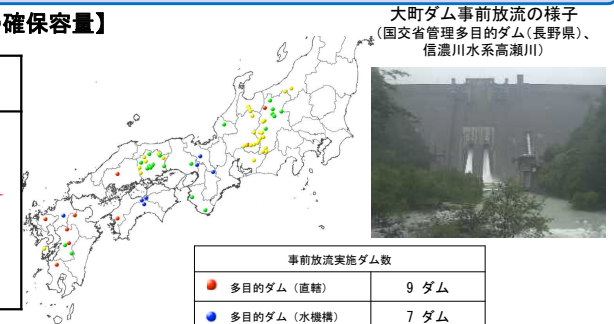 確保容量】
大町ダム事前放流の様子
(国交省管理多目的ダム(長野県)、
信濃川水系高瀬川)
事前放流実施ダム数
多目的ダム(直轄) 9 ダム
多目的ダム(水機構) 7 ダム